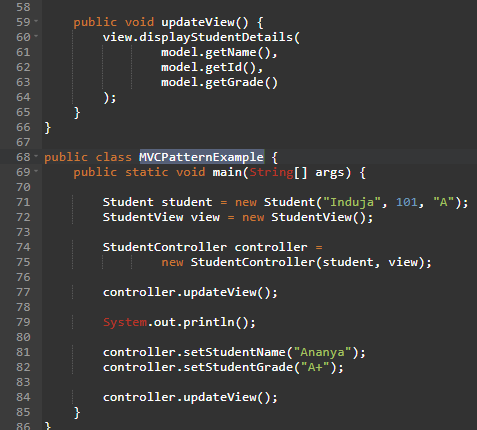 58
59 public void updateView() {
60 view.displayStudentDetails(
61 model.getName(),
62 model.getId(),
63 model.getGrade()
64 );
65 }
66 }
67
68 public class MVCPatternExample {
69 public static void main(String[] args) {
70
71 Student student = new Student("Induja", 101, "A");
72 StudentView view = new StudentView();
73
74 StudentController controller =
75 new StudentController(student, view);
76
77 controller.updateView();
78
79 System.out.println();
80
81 controller.setStudentName("Ananya");
82 controller.setStudentGrade("A+");
83
84 controller.updateView();
85 }
86 }